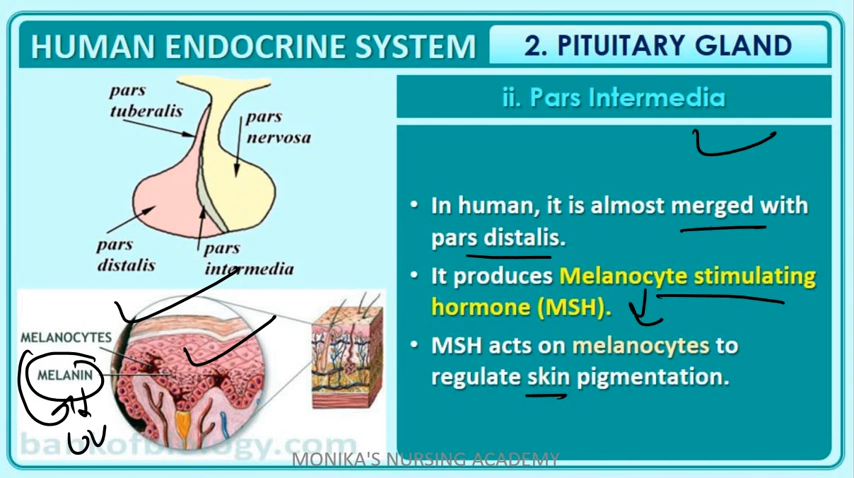 HUMAN ENDOCRINE SYSTEM
2. PITUITARY GLAND
pars
tuberalis
pars
nervosa
pars
distalis
pars
intermedia
MELANOCYTES
MELANIN
UV
bankofbiology.com
ii. Pars Intermedia
• In human, it is almost merged with
pars distalis.
• It produces Melanocyte stimulating
hormone (MSH).
• MSH acts on melanocytes to
regulate skin pigmentation.
MONIKA'S NURSING ACADEMY